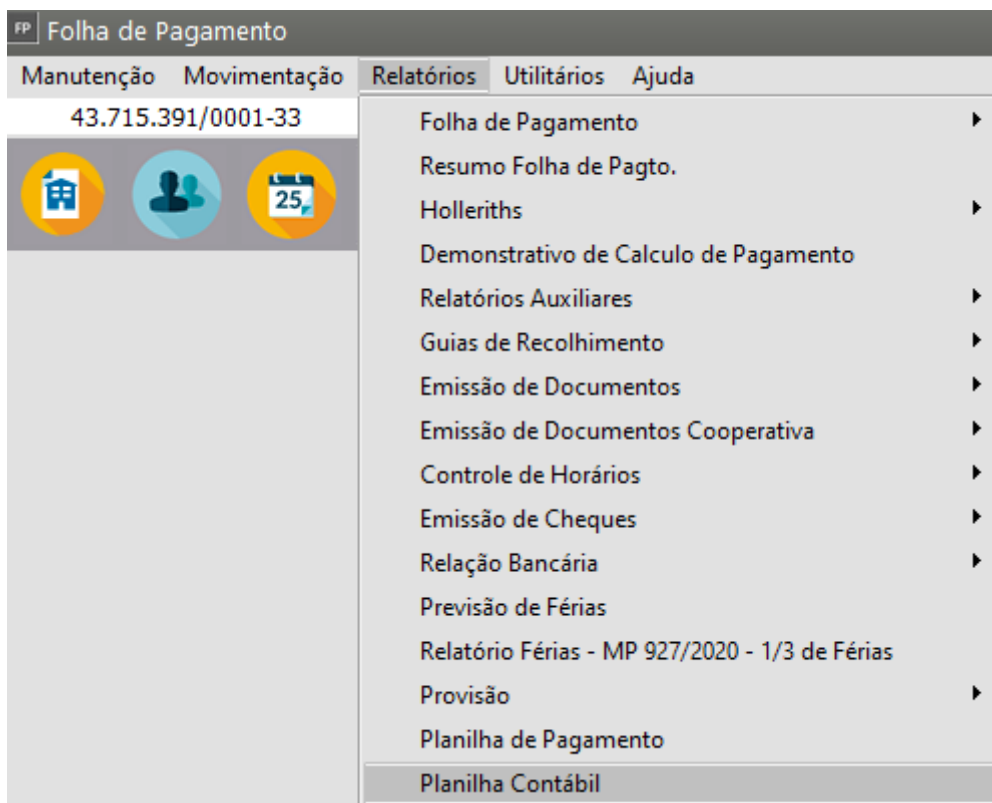 FP Folha de Pagamento
Manutenção Movimentação Relatórios Utilitários Ajuda
43.715.391/0001-33
25
Folha de Pagamento
Resumo Folha de Pagto.
Holleriths
Demonstrativo de Calculo de Pagamento
Relatórios Auxiliares
Guias de Recolhimento
Emissão de Documentos
Emissão de Documentos Cooperativa
Controle de Horários
Emissão de Cheques
Relação Bancária
Previsão de Férias
Relatório Férias - MP 927/2020 - 1/3 de Férias
Provisão
Planilha de Pagamento
Planilha Contábil